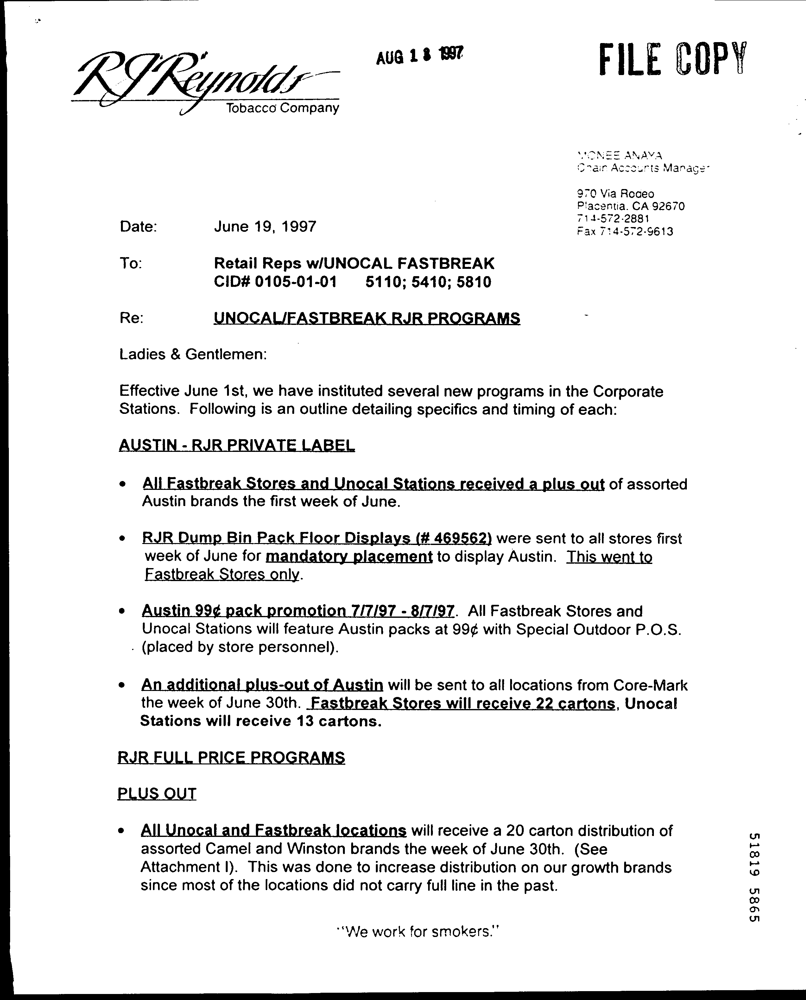 RJReynolds
Tobacco Company
AUG 18 1997
FILE COPY
MONEE ANAYA
Chain Accounts Manager
970 Via Rodeo
Placentia, CA 92670
714-572-2881
Fax 714-572-9613
Date: June 19, 1997
To: Retail Reps w/UNOCAL FASTBREAK
CID# 0105-01-01 5110; 5410; 5810
Re: UNOCAL/FASTBREAK RJR PROGRAMS
Ladies & Gentlemen:
Effective June 1st, we have instituted several new programs in the Corporate
Stations. Following is an outline detailing specifics and timing of each:
AUSTIN - RJR PRIVATE LABEL
• All Fastbreak Stores and Unocal Stations received a plus out of assorted
Austin brands the first week of June.
• RJR Dump Bin Pack Floor Displays (# 469562) were sent to all stores first
week of June for mandatory placement to display Austin. This went to
Fastbreak Stores only.
• Austin 99¢ pack promotion 7/7/97 - 8/7/97. All Fastbreak Stores and
Unocal Stations will feature Austin packs at 99¢ with Special Outdoor P.O.S.
(placed by store personnel).
• An additional plus-out of Austin will be sent to all locations from Core-Mark
the week of June 30th. Fastbreak Stores will receive 22 cartons, Unocal
Stations will receive 13 cartons.
RJR FULL PRICE PROGRAMS
PLUS OUT
• All Unocal and Fastbreak locations will receive a 20 carton distribution of
assorted Camel and Winston brands the week of June 30th. (See
Attachment I). This was done to increase distribution on our growth brands
since most of the locations did not carry full line in the past.
"We work for smokers."
51819 5865